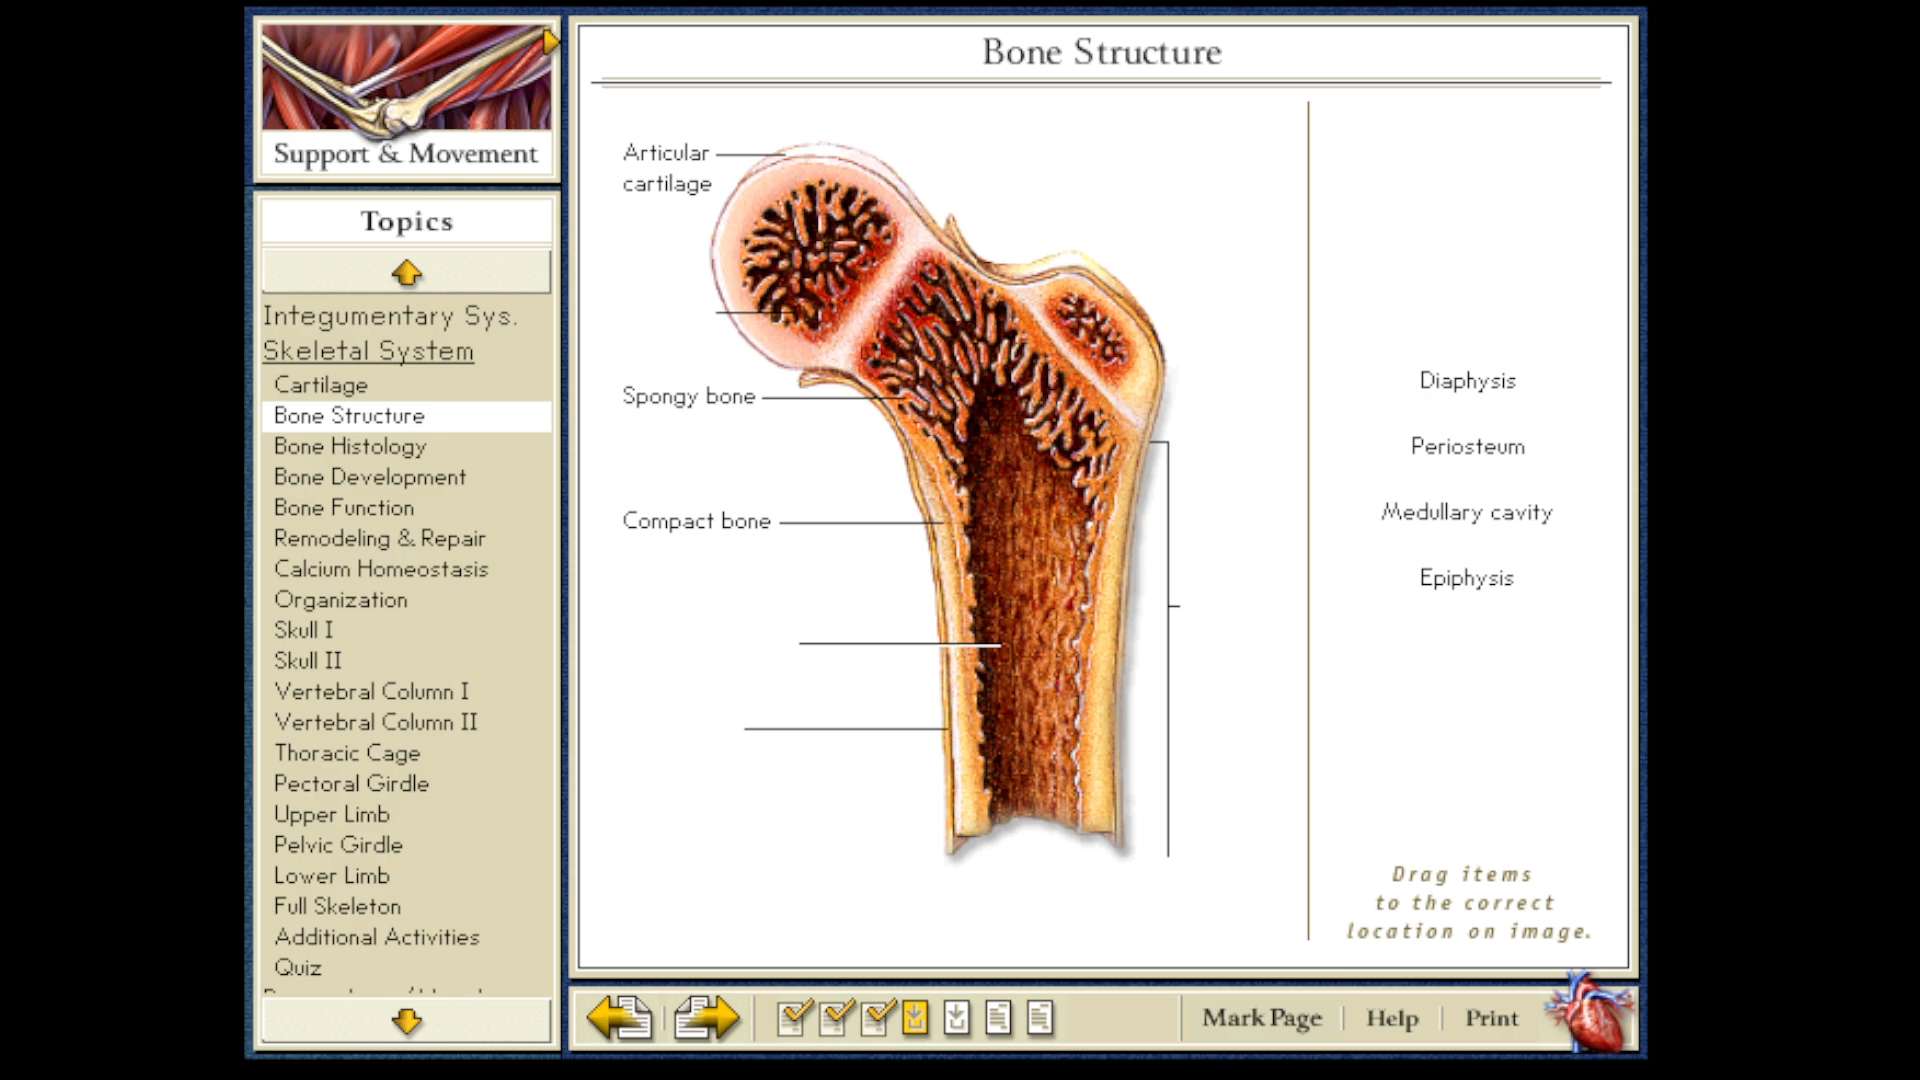 Support & Movement
Topics
Integumentary Sys.
Skeletal System
Cartilage
Bone Structure
Bone Histology
Bone Development
Bone Function
Remodeling & Repair
Calcium Homeostasis
Organization
Skull I
Skull II
Vertebral Column I
Vertebral Column II
Thoracic Cage
Pectoral Girdle
Upper Limb
Pelvic Girdle
Lower Limb
Full Skeleton
Additional Activities
Quiz
Bone Structure
Articular
cartilage
Spongy bone
Compact bone
Diaphysis
Periosteum
Medullary cavity
Epiphysis
Drag items
to the correct
location on image.
Mark Page
Help
Print